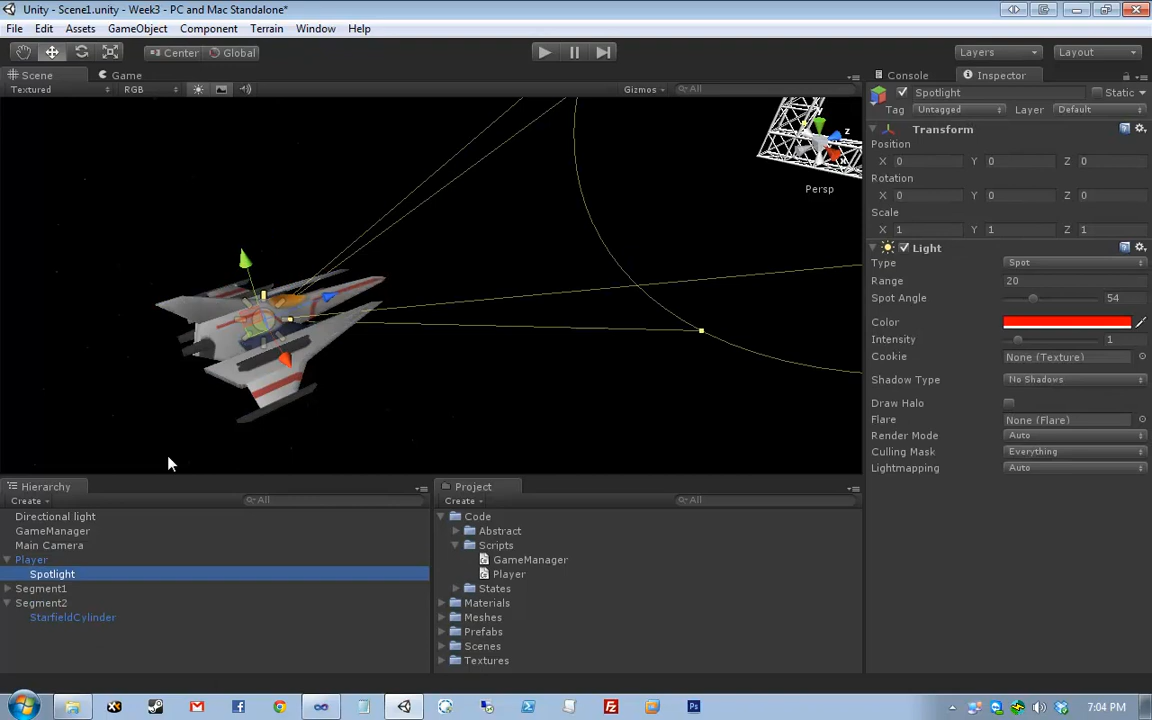 Unity - Scene1.unity - Week3 - PC and Mac Standalone*
File Edit Assets GameObject Component Terrain Window Help
Center Global Layers Layout
Scene Game Console Inspector
Textured RGB Gizmos All
Spotlight Static
Tag Untagged Layer Default
Transform
Position
X 0 Y 0 Z 0
Rotation
X 0 Y 0 Z 0
Scale
X 1 Y 1 Z 1
Light
Type Spot
Range 20
Spot Angle 54
Color
Intensity 1
Cookie None (Texture)
Shadow Type No Shadows
Draw Halo
Flare None (Flare)
Render Mode Auto
Culling Mask Everything
Lightmapping Auto
y
z
x
Persp
Hierarchy
Create All
Directional light
GameManager
Main Camera
Player
Spotlight
Segment1
Segment2
StarfieldCylinder
Project
Create All
Code
Abstract
Scripts
GameManager
Player
States
Materials
Meshes
Prefabs
Scenes
Textures
7:04 PM